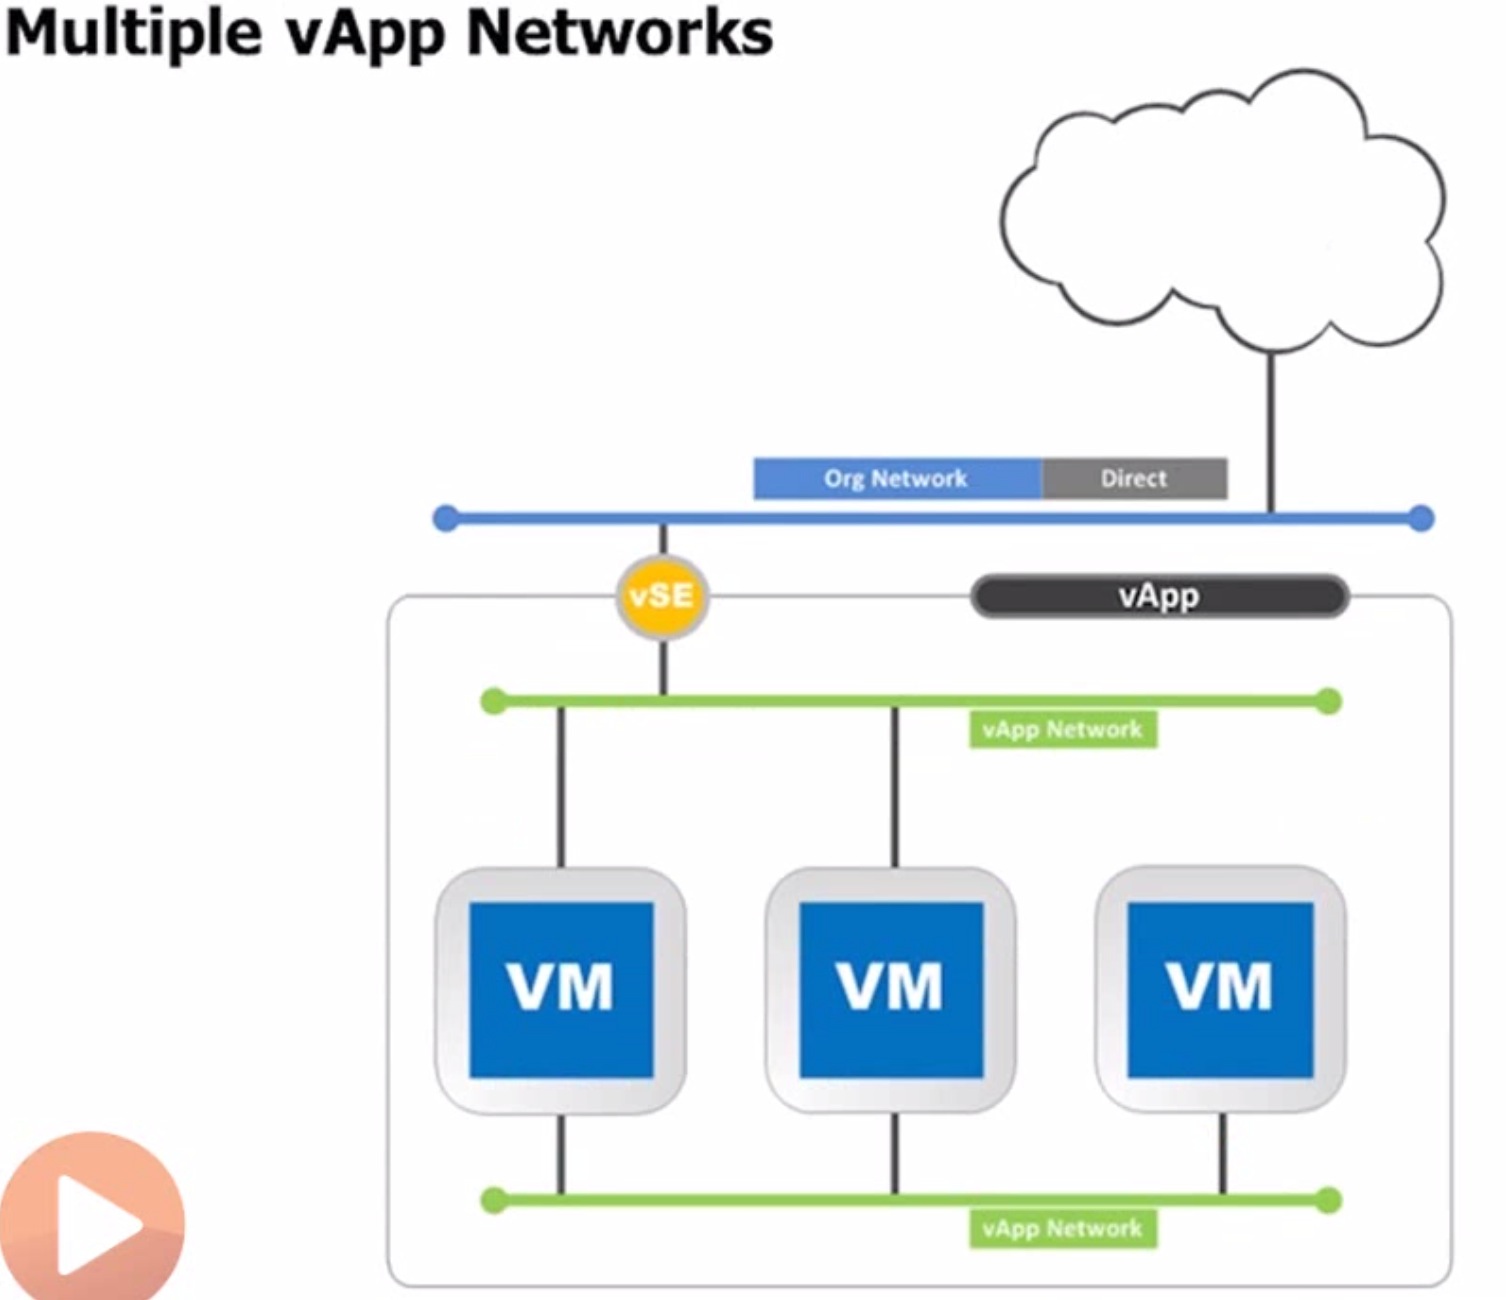 Multiple vApp Networks
Org Network
Direct
vSE
vApp
vApp Network
VM
VM
VM
vApp Network